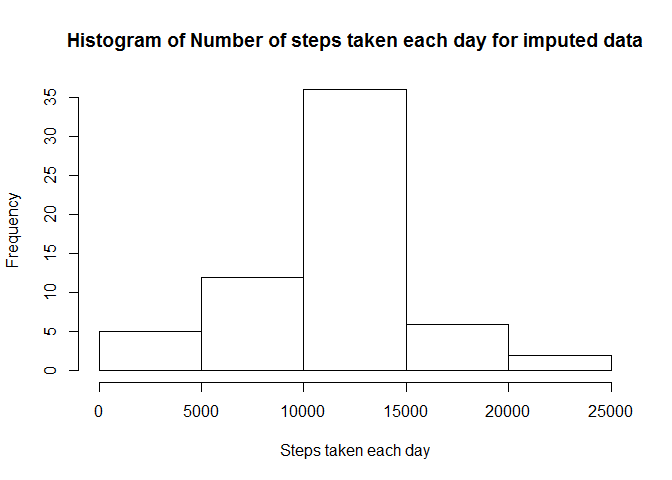 Histogram of Number of steps taken each day for imputed data
Frequency
35
30
25
20
15
10
5
0
0 5000 10000 15000 20000 25000
Steps taken each day